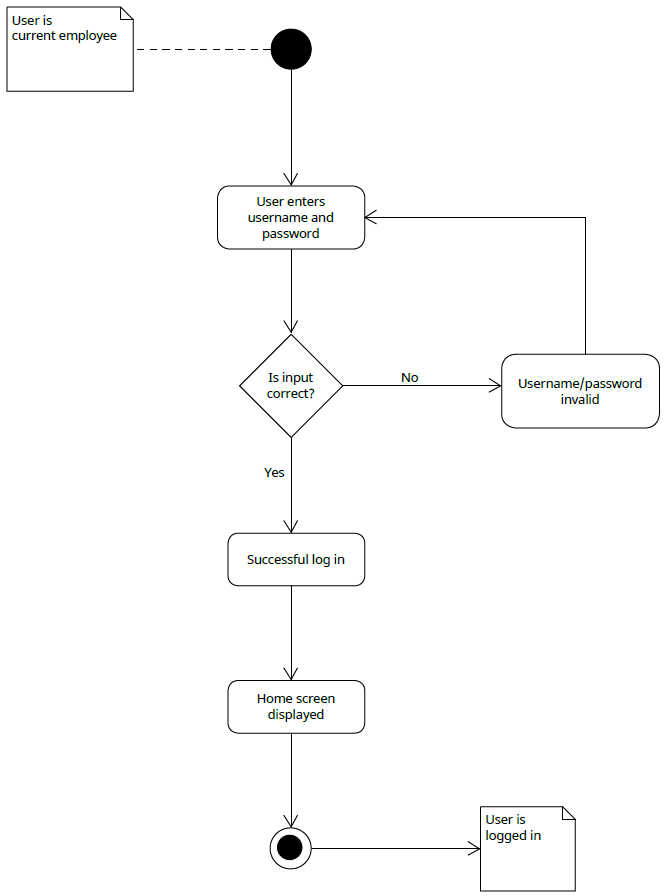 User is
current employee
User enters
username and
password
Is input
correct?
No
Username/password
invalid
Yes
Successful log in
Home screen
displayed
User is
logged in